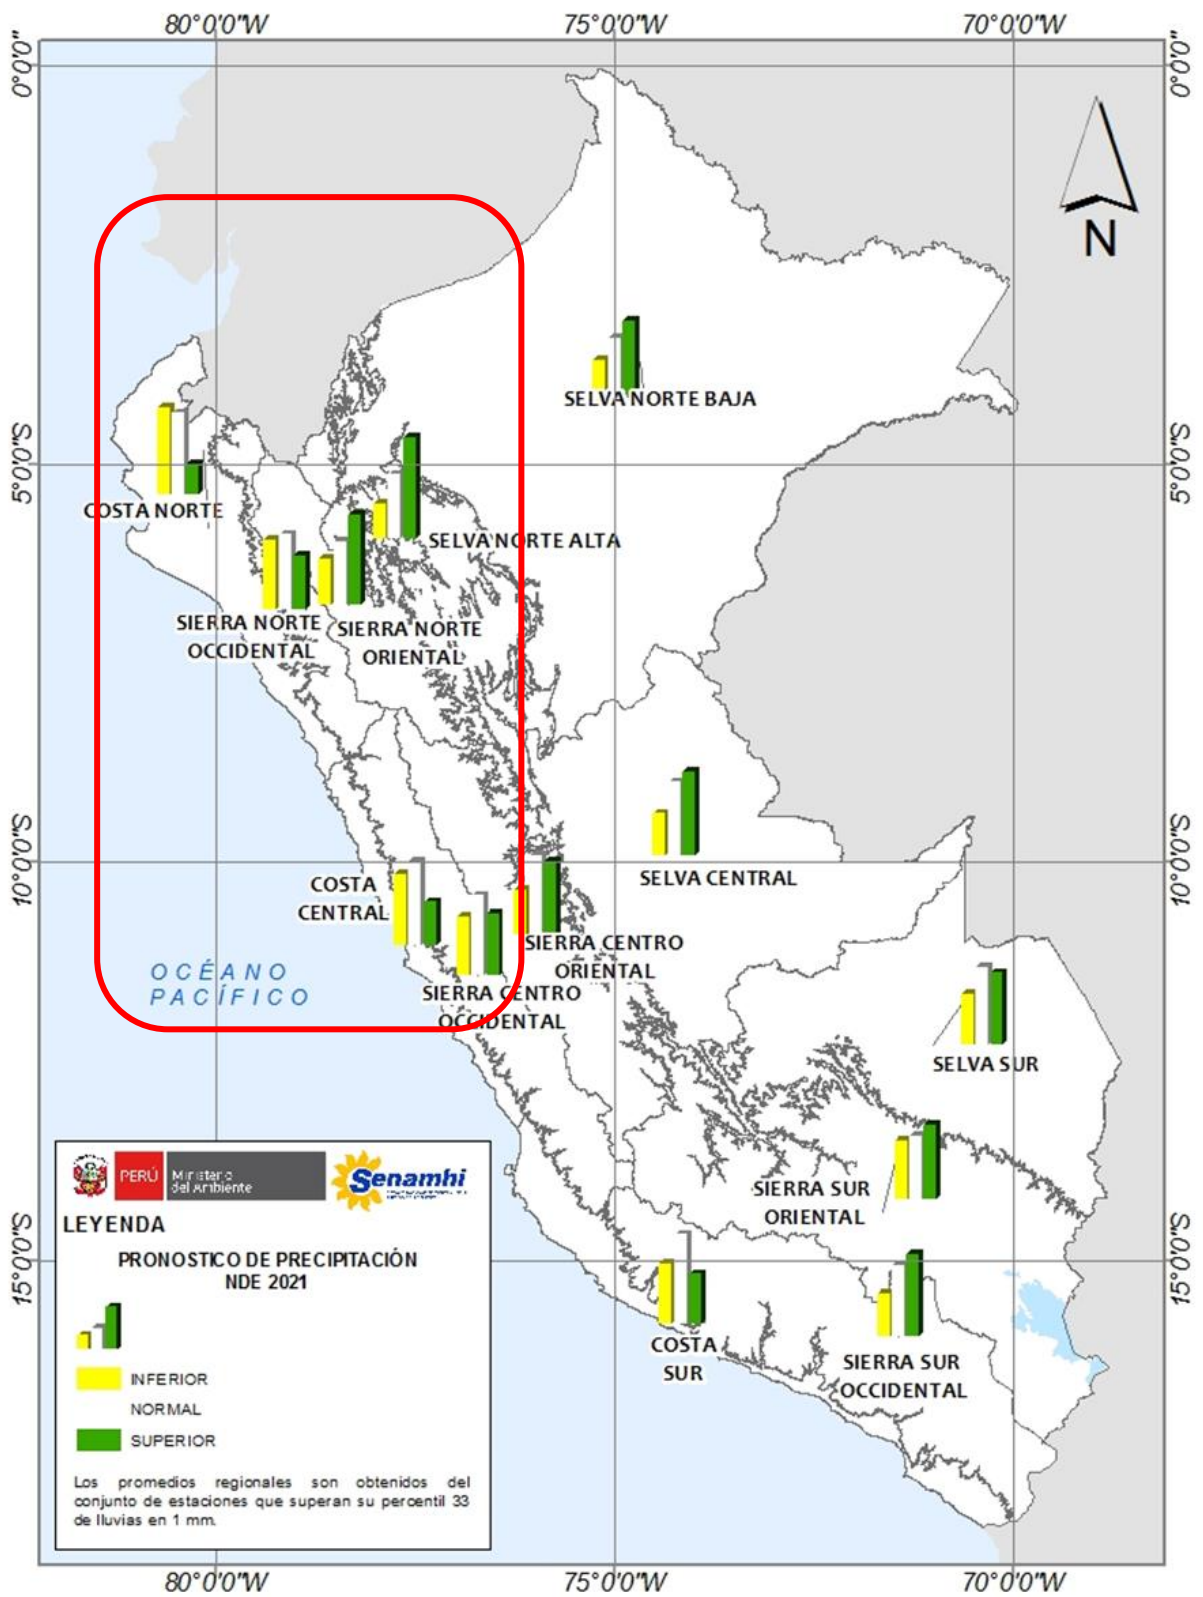 80°0'0"W 75°0'0"W 70°0'0"W
0°0'0" 0°0'0"
N
SELVA NORTE BAJA
5°0'0"S 5°0'0"S
COSTA NORTE
SELVA NORTE ALTA
SIERRA NORTE
OCCIDENTAL
SIERRA NORTE
ORIENTAL
10°0'0"S 10°0'0"S
SELVA CENTRAL
COSTA
CENTRAL
SIERRA CENTRO
ORIENTAL
OCÉANO
PACÍFICO
SIERRA CENTRO
OCCIDENTAL
SELVA SUR
SIERRA SUR
ORIENTAL
15°0'0"S 15°0'0"S
COSTA
SUR
SIERRA SUR
OCCIDENTAL
PERÚ Ministerio
del Ambiente
Senamhi
LEYENDA
PRONOSTICO DE PRECIPITACIÓN
NDE 2021
INFERIOR
NORMAL
SUPERIOR
Los promedios regionales son obtenidos del
conjunto de estaciones que superan su percentil 33
de lluvias en 1 mm.
80°0'0"W 75°0'0"W 70°0'0"W